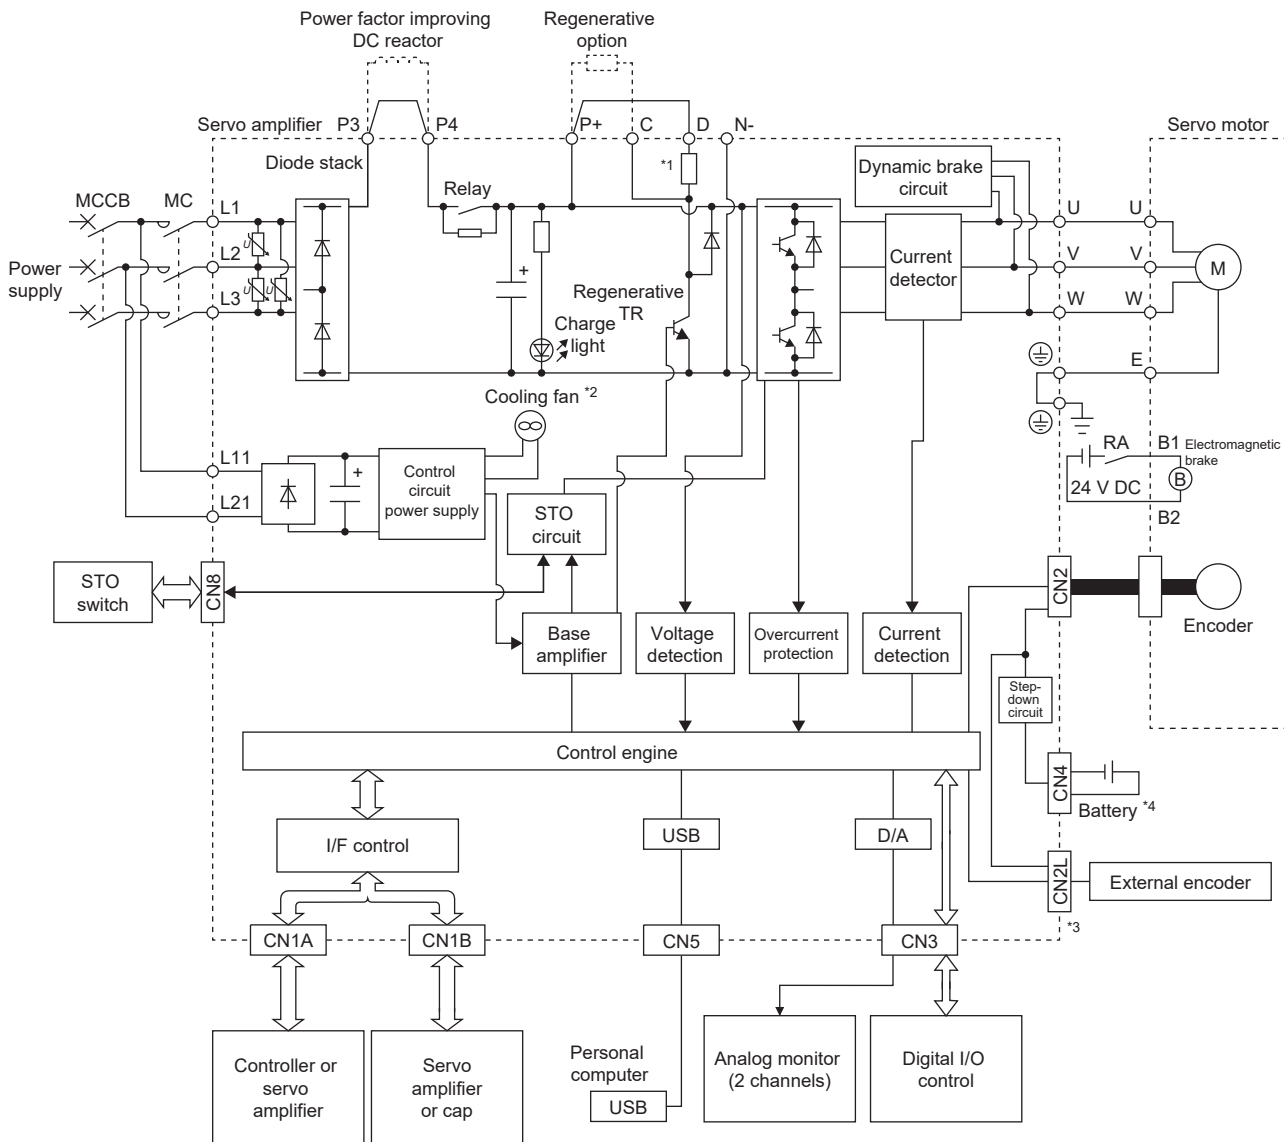 Power factor improving
DC reactor
Regenerative
option
Servo amplifier
P3
P4
P+
C
D
N-
Servo motor
Diode stack
*1
Dynamic brake
circuit
MCCB
MC
L1
Relay
U
U
Power
supply
L2
U
+
Current
detector
V
V
M
L3
U
U
Regenerative
TR
W
W
Charge
light
E
Cooling fan *2
RA
B1
Electromagnetic
brake
L11
+
Control
circuit
power supply
24 V DC
B
L21
STO
circuit
B2
STO
switch
CN8
CN2
Encoder
Base
amplifier
Voltage
detection
Overcurrent
protection
Current
detection
Step-
down
circuit
Control engine
CN4
Battery *4
I/F control
USB
D/A
CN2L
External encoder
*3
CN1A
CN1B
CN5
CN3
Controller or
servo
amplifier
Servo
amplifier
or cap
Personal
computer
USB
Analog monitor
(2 channels)
Digital I/O
control